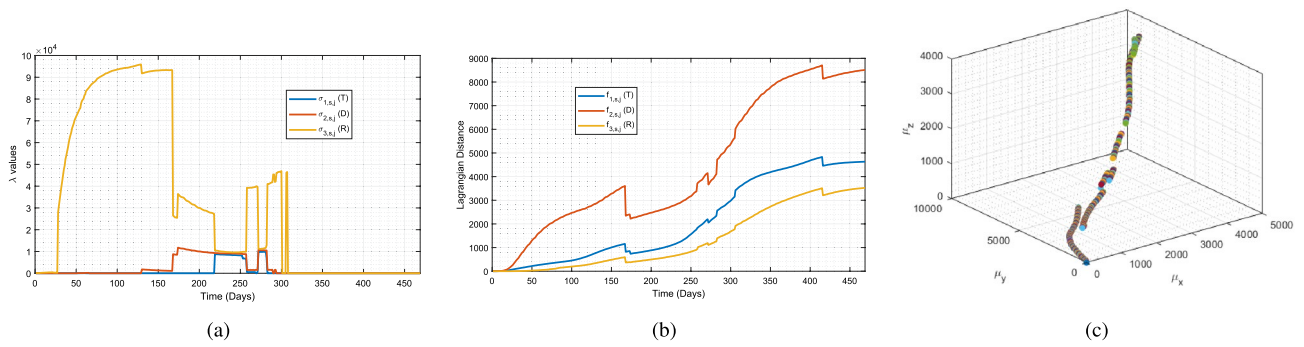 ×10⁴
10
9
8
7
6
5
4
3
2
1
0
λ values
0 50 100 150 200 250 300 350 400 450
Time (Days)
σ1,s,j (T)
σ2,s,j (D)
σ3,s,j (R)
(a)
9000
8000
7000
6000
5000
4000
3000
2000
1000
0
Lagrangian Distance
0 50 100 150 200 250 300 350 400 450
Time (Days)
f1,s,j (T)
f2,s,j (D)
f3,s,j (R)
(b)
4000
3000
2000
1000
0
μz
10000
5000
0
μy
0
1000
2000
3000
4000
5000
μx
(c)